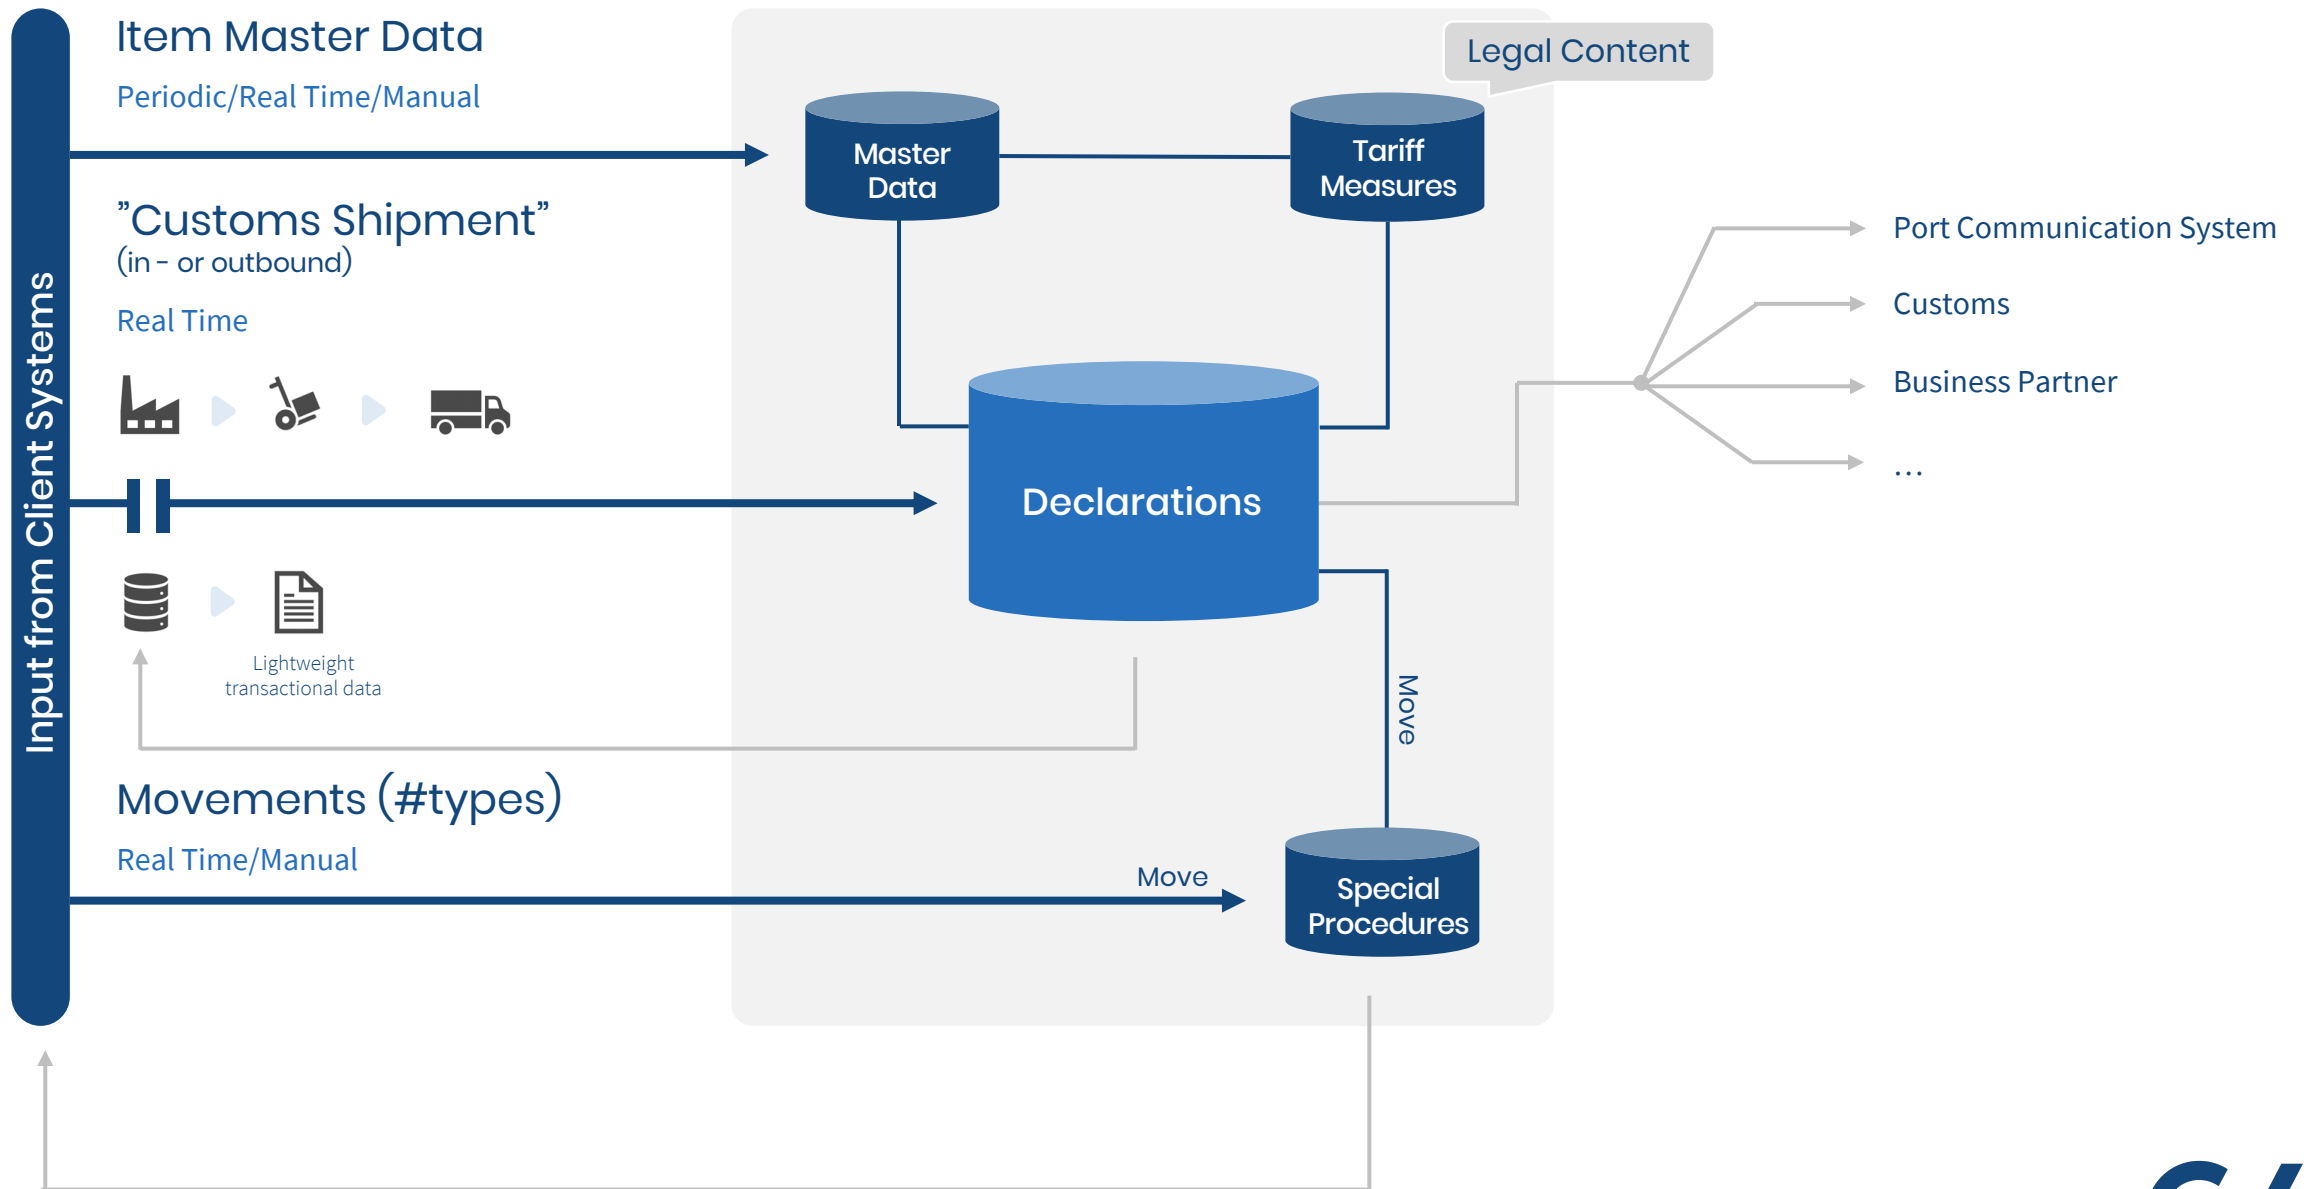 Input from Client Systems
Item Master Data
Periodic/Real Time/Manual
”Customs Shipment”
(in - or outbound)
Real Time
Lightweight
transactional data
Movements (#types)
Real Time/Manual
Legal Content
Master
Data
Tariff
Measures
Declarations
Move
Move
Special
Procedures
Port Communication System
Customs
Business Partner
...